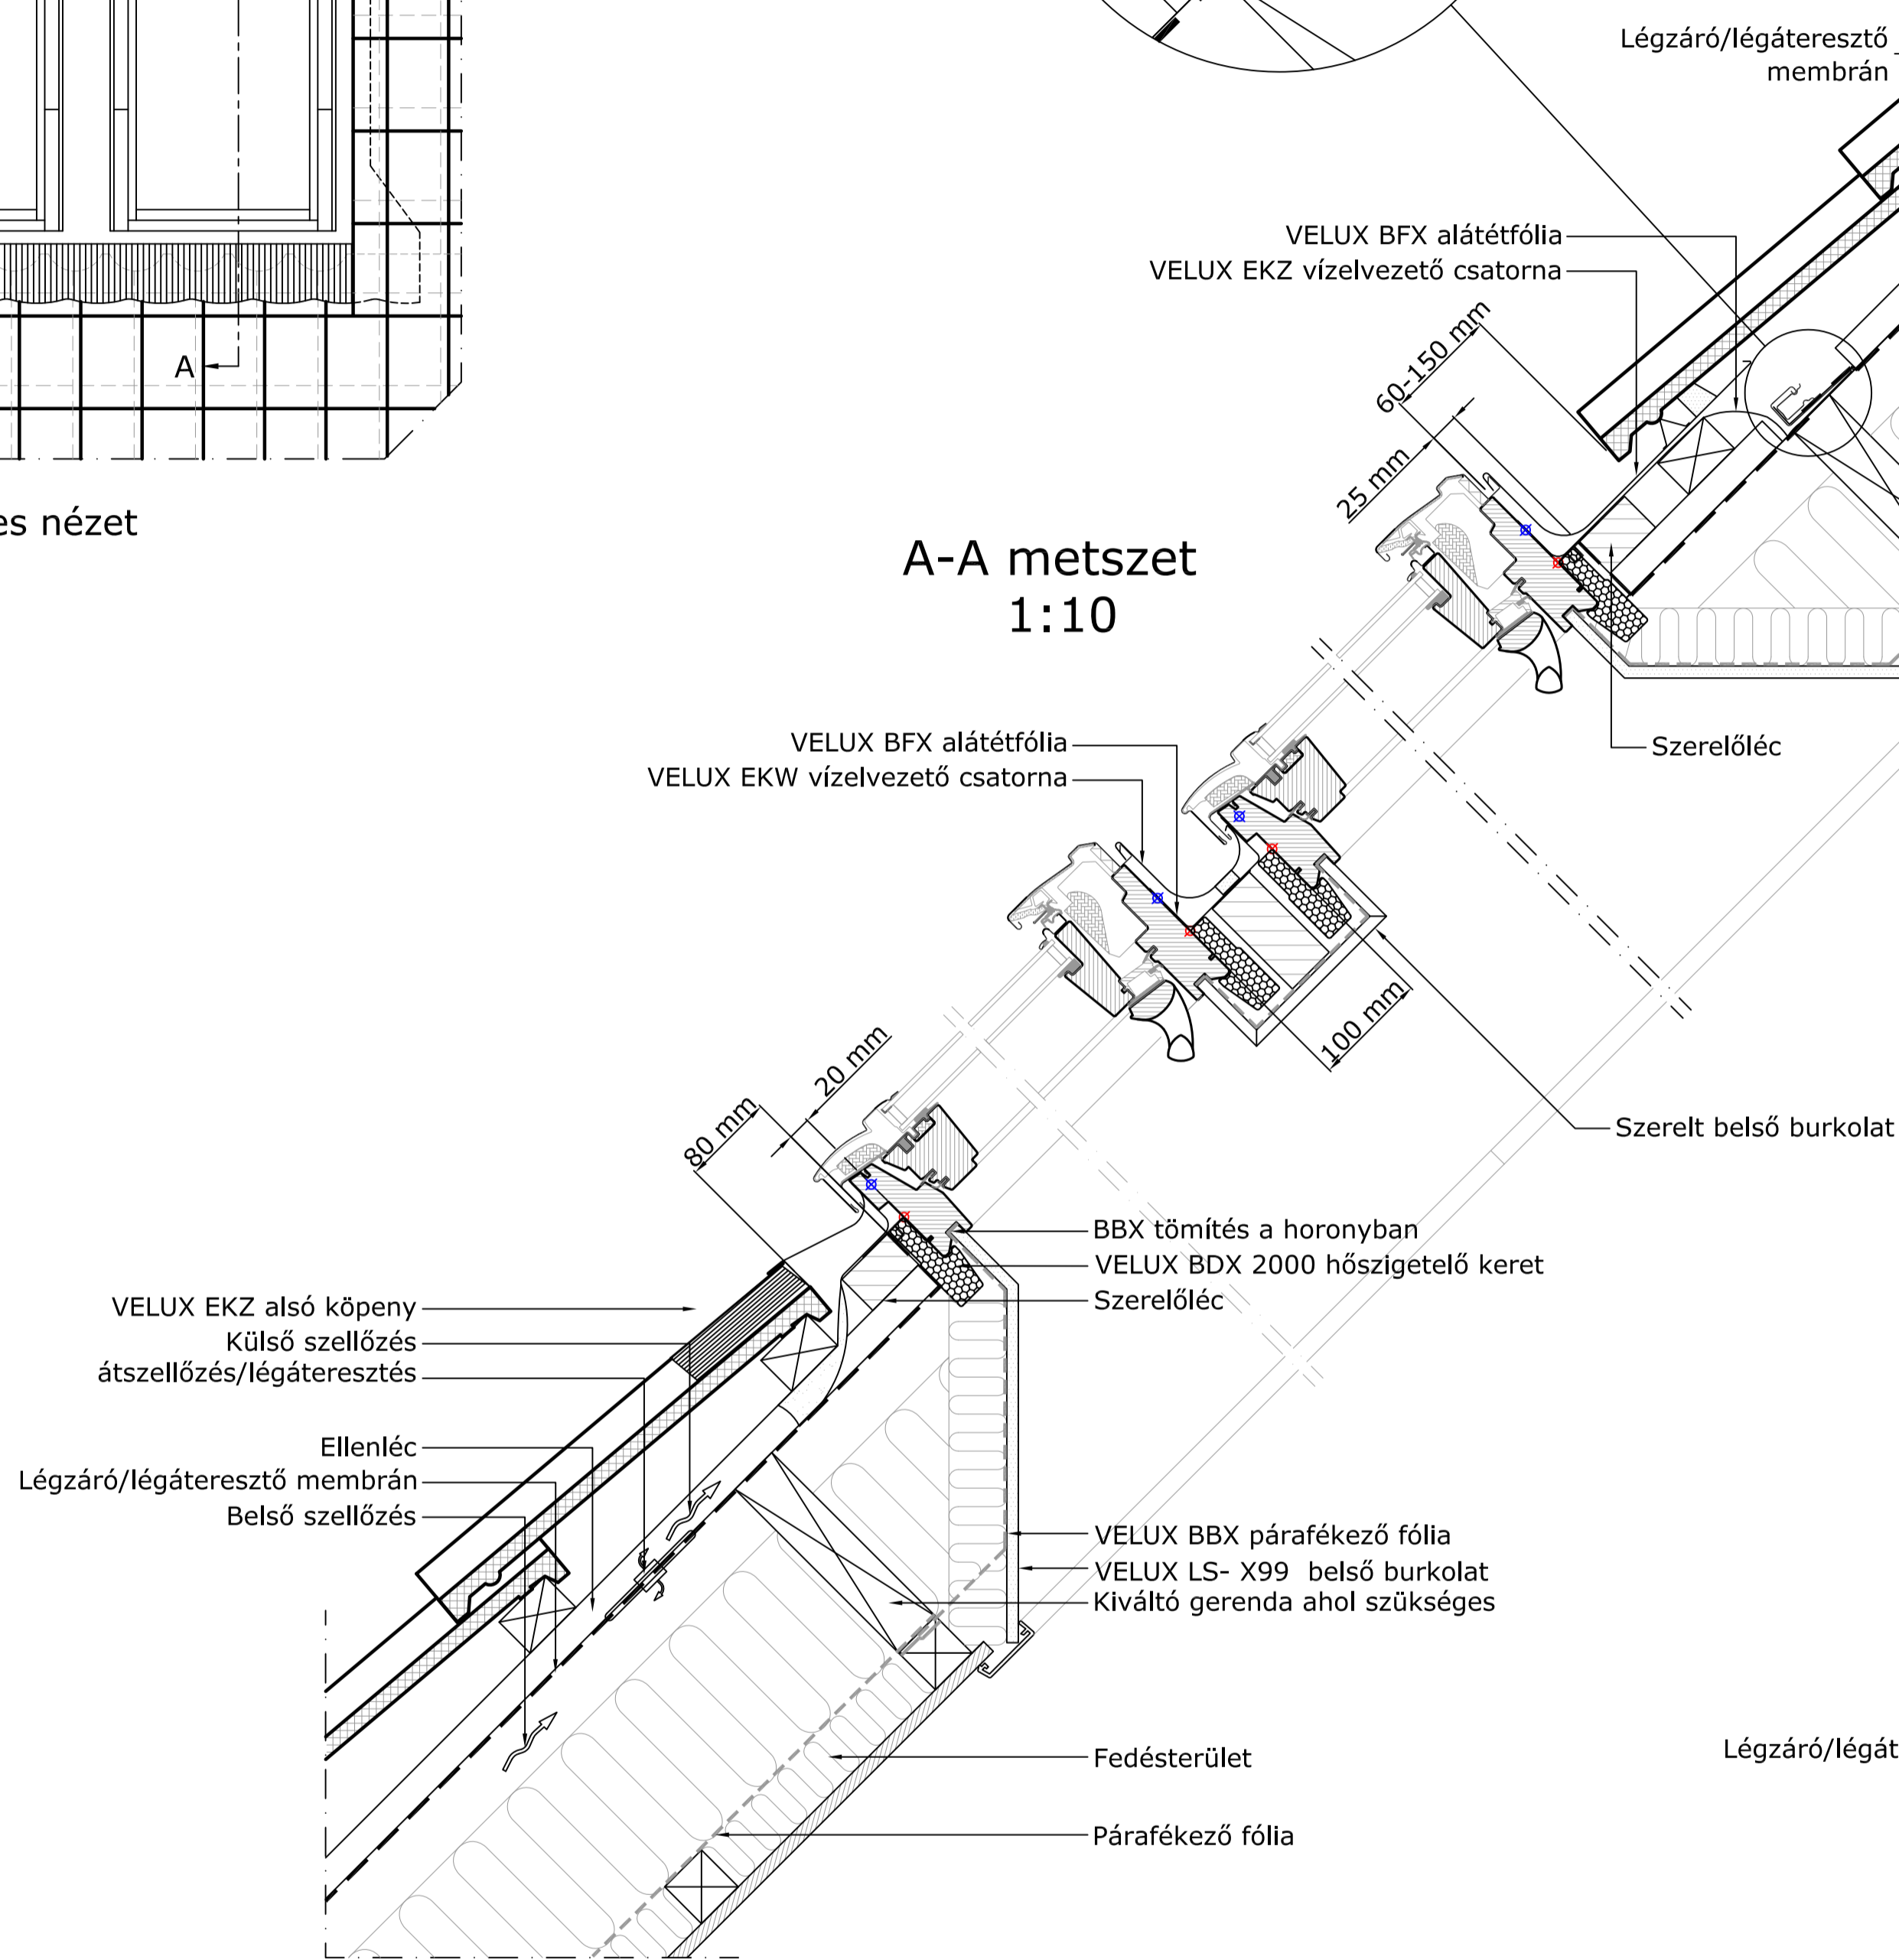 Légzáró/légáteresztő
membrán
VELUX BFX alátétfólia
VELUX EKZ vízelvezető csatorna
60-150 mm
A
25 mm
es nézet
A-A metszet
1:10
VELUX BFX alátétfólia
Szerelőléc
VELUX EKW vízelvezető csatorna
100 mm
20 mm
80 mm
Szerelt belső burkolat
BBX tömítés a horonyban
VELUX BDX 2000 hőszigetelő keret
Szerelőléc
VELUX EKZ alsó köpeny
Külső szellőzés
átszellőzés/légáteresztés
Ellenléc
Légzáró/légáteresztő membrán
Belső szellőzés
VELUX BBX párafékező fólia
VELUX LS- X99 belső burkolat
Kiváltó gerenda ahol szükséges
Fedésterület
Légzáró/légát
Párafékező fólia